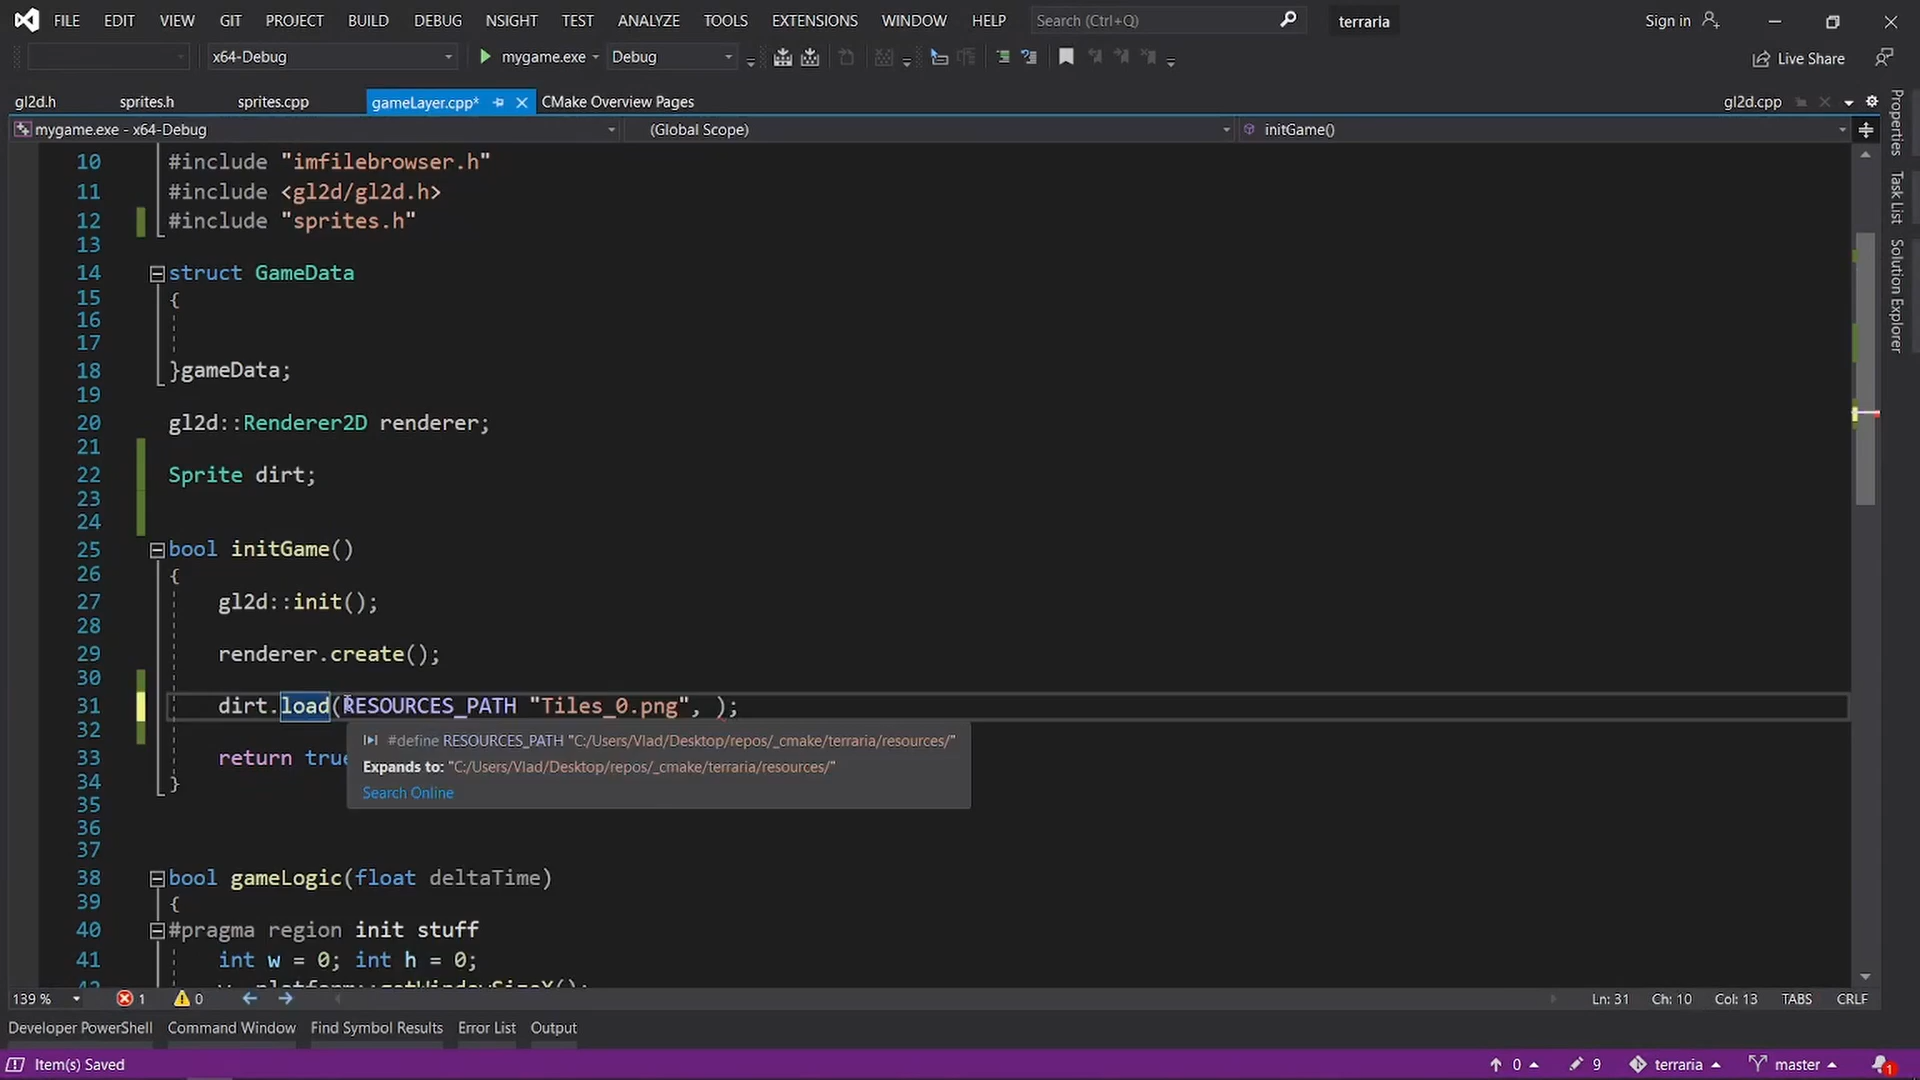 FILE EDIT VIEW GIT PROJECT BUILD DEBUG NSIGHT TEST ANALYZE TOOLS EXTENSIONS WINDOW HELP Search (Ctrl+Q) terraria Sign in
x64-Debug mygame.exe Debug Live Share
gl2d.h sprites.h sprites.cpp gameLayer.cpp* CMake Overview Pages gl2d.cpp
mygame.exe - x64-Debug (Global Scope) initGame()
10 #include "imfilebrowser.h"
11 #include <gl2d/gl2d.h>
12 #include "sprites.h"
13
14 struct GameData
15 {
16
17
18 }gameData;
19
20 gl2d::Renderer2D renderer;
21
22 Sprite dirt;
23
24
25 bool initGame()
26 {
27 gl2d::init();
28
29 renderer.create();
30
31 dirt.load(RESOURCES_PATH "Tiles_0.png", );
32
#define RESOURCES_PATH "C:/Users/Vlad/Desktop/repos/_cmake/terraria/resources/"
33 return true
Expands to: "C:/Users/Vlad/Desktop/repos/_cmake/terraria/resources/"
34 }
Search Online
35
36
37
38 bool gameLogic(float deltaTime)
39 {
40 #pragma region init stuff
41 int w = 0; int h = 0;
Properties
Task List
Solution Explorer
139 % 1 0 Ln: 31 Ch: 10 Col: 13 TABS CRLF
Developer PowerShell Command Window Find Symbol Results Error List Output
Item(s) Saved 0 9 terraria master 1